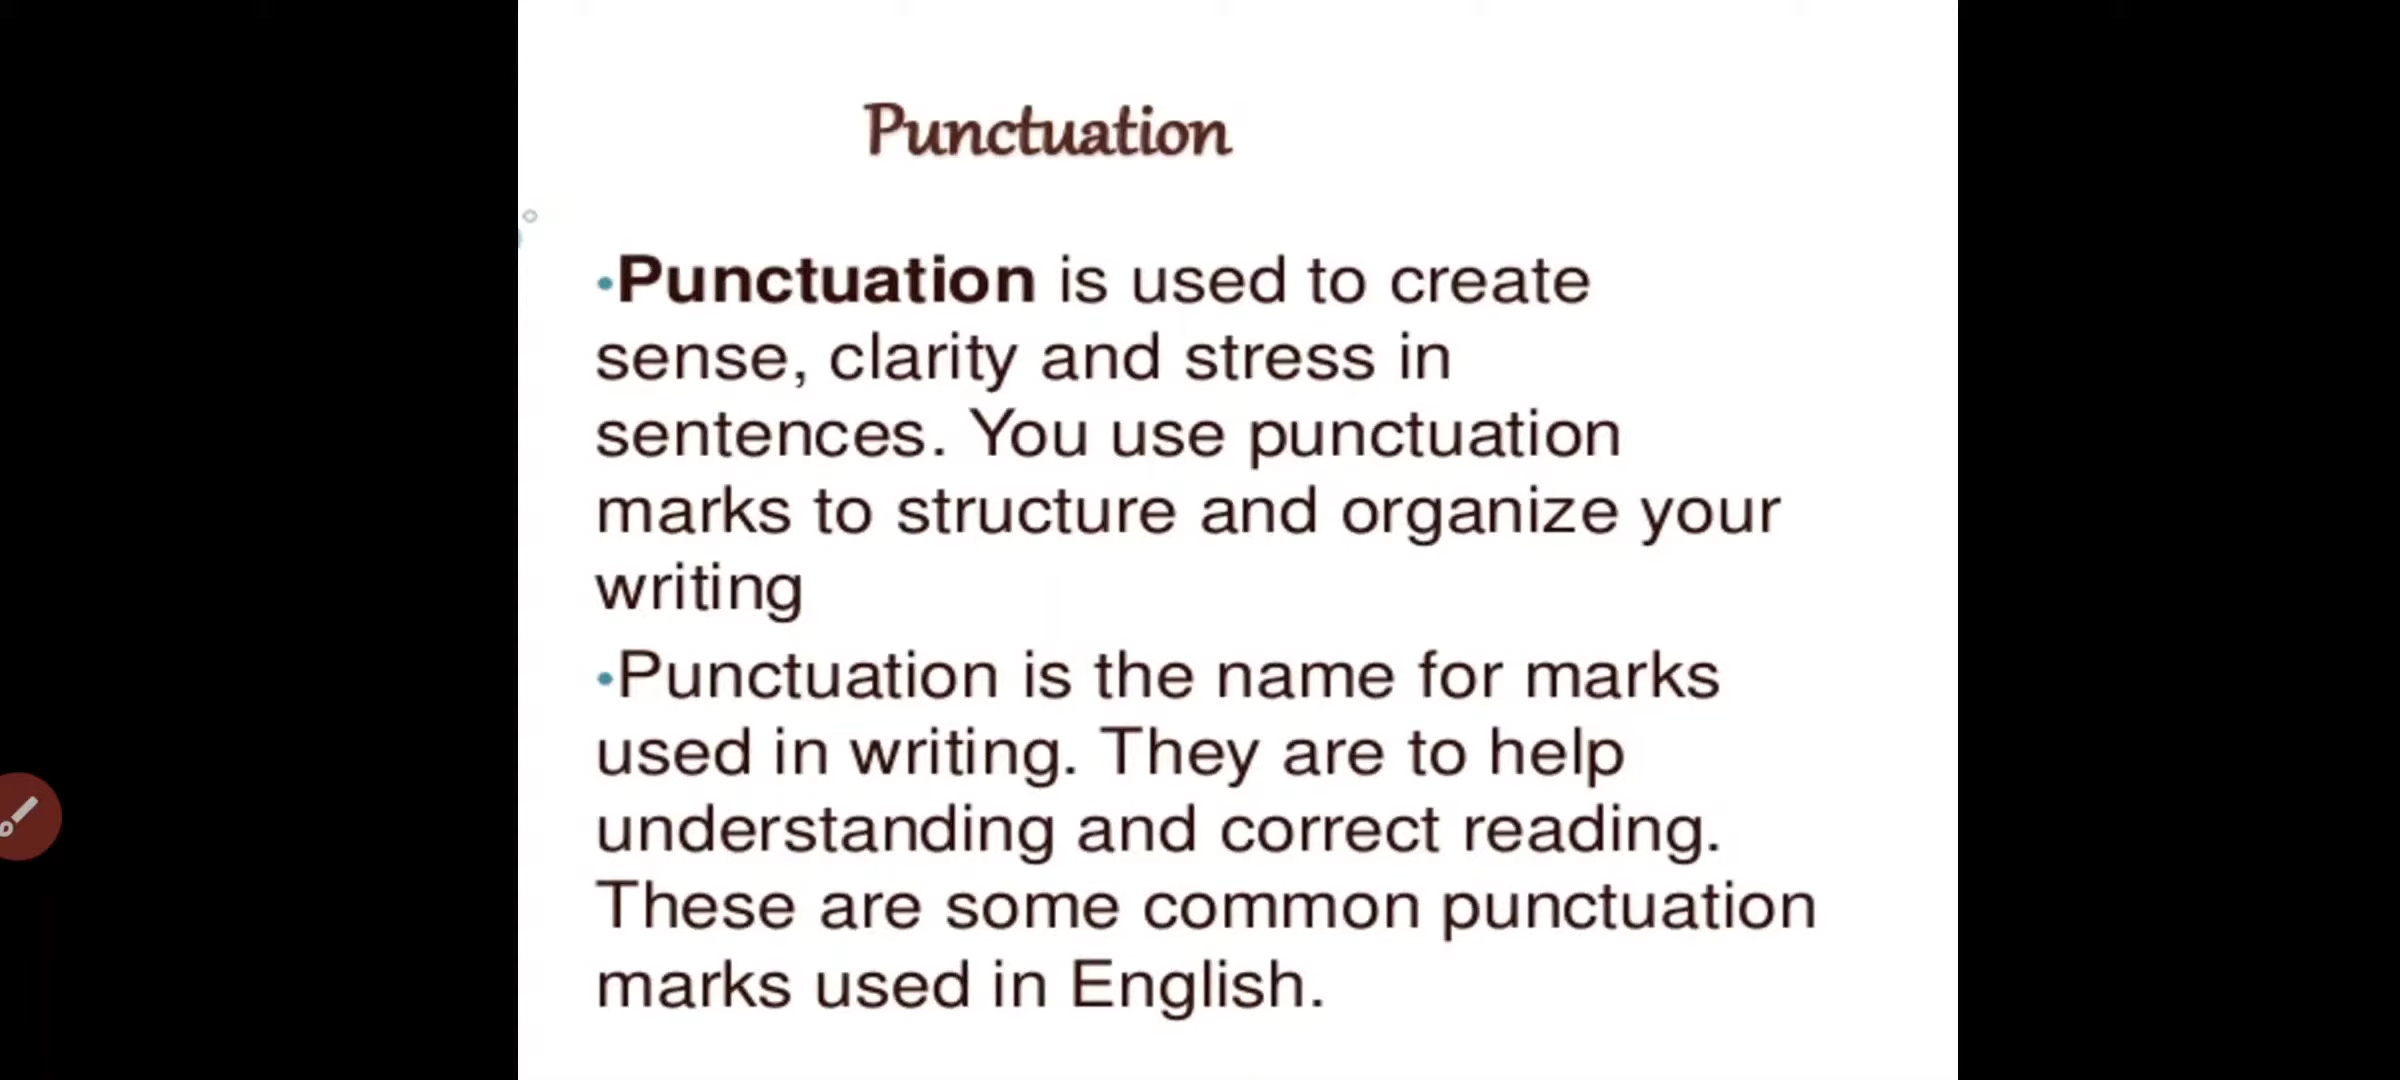 Punctuation
•Punctuation is used to create
sense, clarity and stress in
sentences. You use punctuation
marks to structure and organize your
writing
•Punctuation is the name for marks
used in writing. They are to help
understanding and correct reading.
These are some common punctuation
marks used in English.